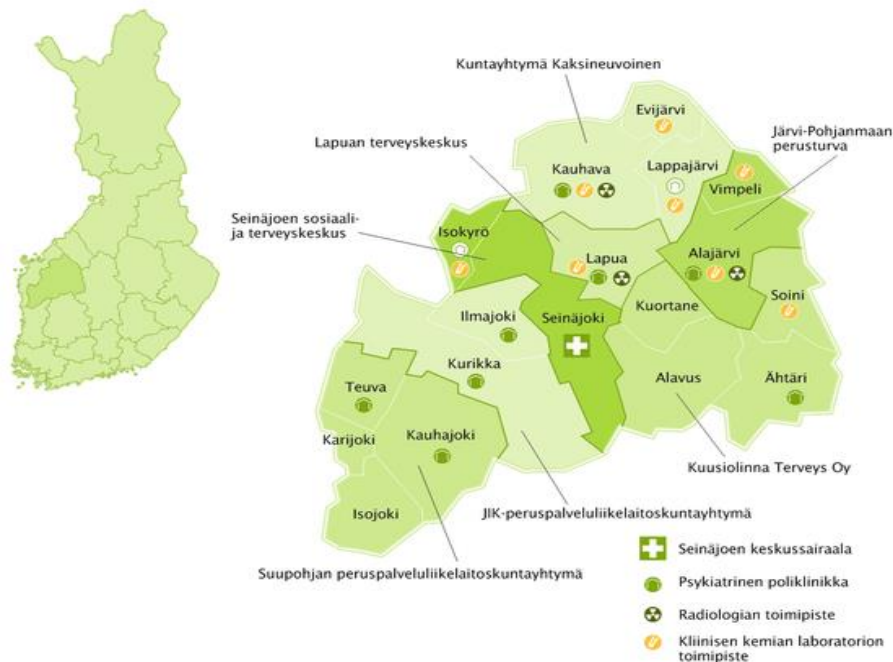 Kuntayhtymä Kaksineuvoinen
Evijärvi
Järvi-Pohjanmaan
perusturva
Lapuan terveyskeskus
Kauhava
Lappajärvi
Vimpeli
Seinäjoen sosiaali-
ja terveyskeskus
Isokyrö
Lapua
Alajärvi
Soini
Ilmajoki
Seinäjoki
Kuortane
Kurikka
Teuva
Alavus
Ähtäri
Karijoki
Kauhajoki
Kuusiolinna Terveys Oy
Isojoki
JIK-peruspalveluliikelaitoskuntayhtymä
Suupohjan peruspalveluliikelaitoskuntayhtymä
Seinäjoen keskussairaala
Psykiatrinen poliklinikka
Radiologian toimipiste
Kliinisen kemian laboratorion
toimipiste